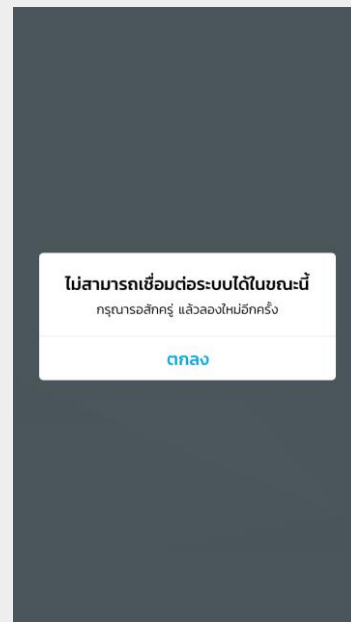 ไม่สามารถเชื่อมต่อระบบได้ในขณะนี้
กรุณารอสักครู่ แล้วลองใหม่อีกครั้ง
ตกลง